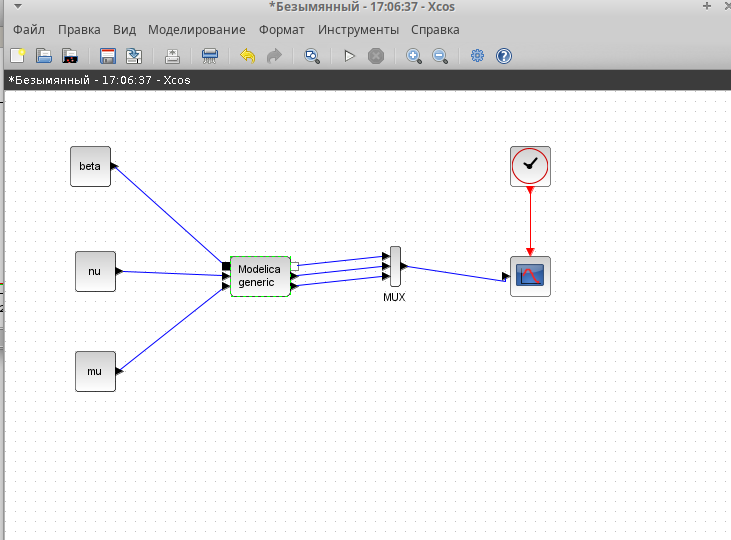 *Безымянный - 17:06:37 - Xcos
Файл Правка Вид Моделирование Формат Инструменты Справка
*Безымянный - 17:06:37 - Xcos
beta
nu
Modelica
generic
MUX
mu